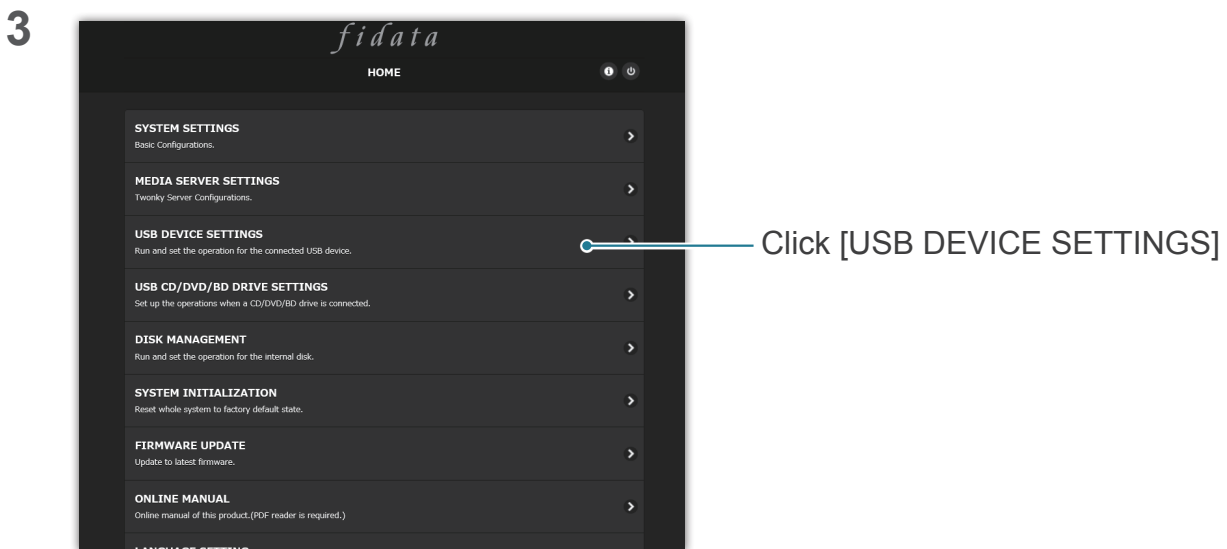 3
fidata
HOME
SYSTEM SETTINGS
Basic Configurations.
MEDIA SERVER SETTINGS
Twonky Server Configurations.
USB DEVICE SETTINGS
Run and set the operation for the connected USB device.
Click [USB DEVICE SETTINGS]
USB CD/DVD/BD DRIVE SETTINGS
Set up the operations when a CD/DVD/BD drive is connected.
DISK MANAGEMENT
Run and set the operation for the internal disk.
SYSTEM INITIALIZATION
Reset whole system to factory default state.
FIRMWARE UPDATE
Update to latest firmware.
ONLINE MANUAL
Online manual of this product.(PDF reader is required.)
LANGUAGE SETTING